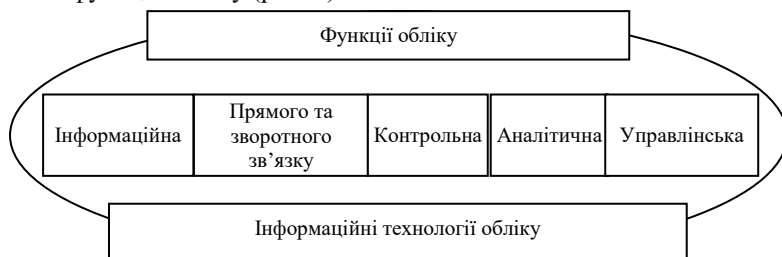 Функції обліку
Інформаційна
Прямого та
зворотного
зв’язку
Контрольна
Аналітична
Управлінська
Інформаційні технології обліку